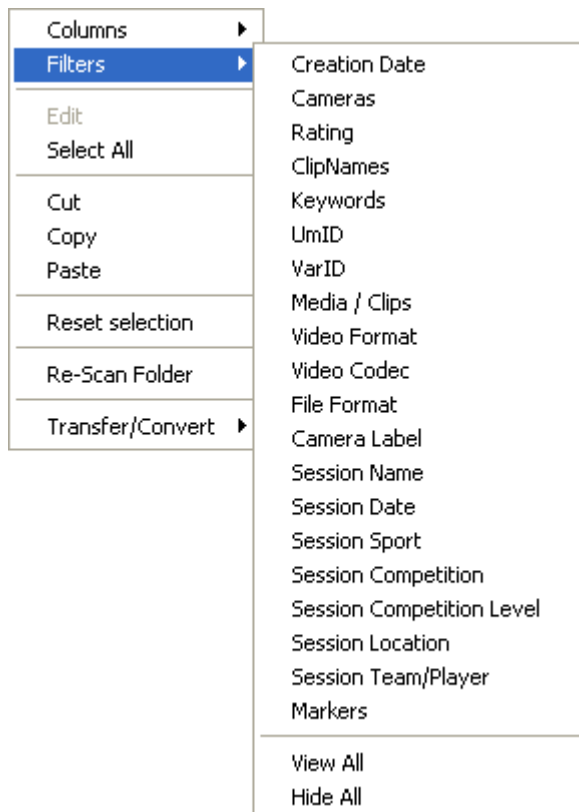 Columns
Filters
Edit
Select All
Cut
Copy
Paste
Reset selection
Re-Scan Folder
Transfer/Convert
Creation Date
Cameras
Rating
ClipNames
Keywords
UmID
VarID
Media / Clips
Video Format
Video Codec
File Format
Camera Label
Session Name
Session Date
Session Sport
Session Competition
Session Competition Level
Session Location
Session Team/Player
Markers
View All
Hide All